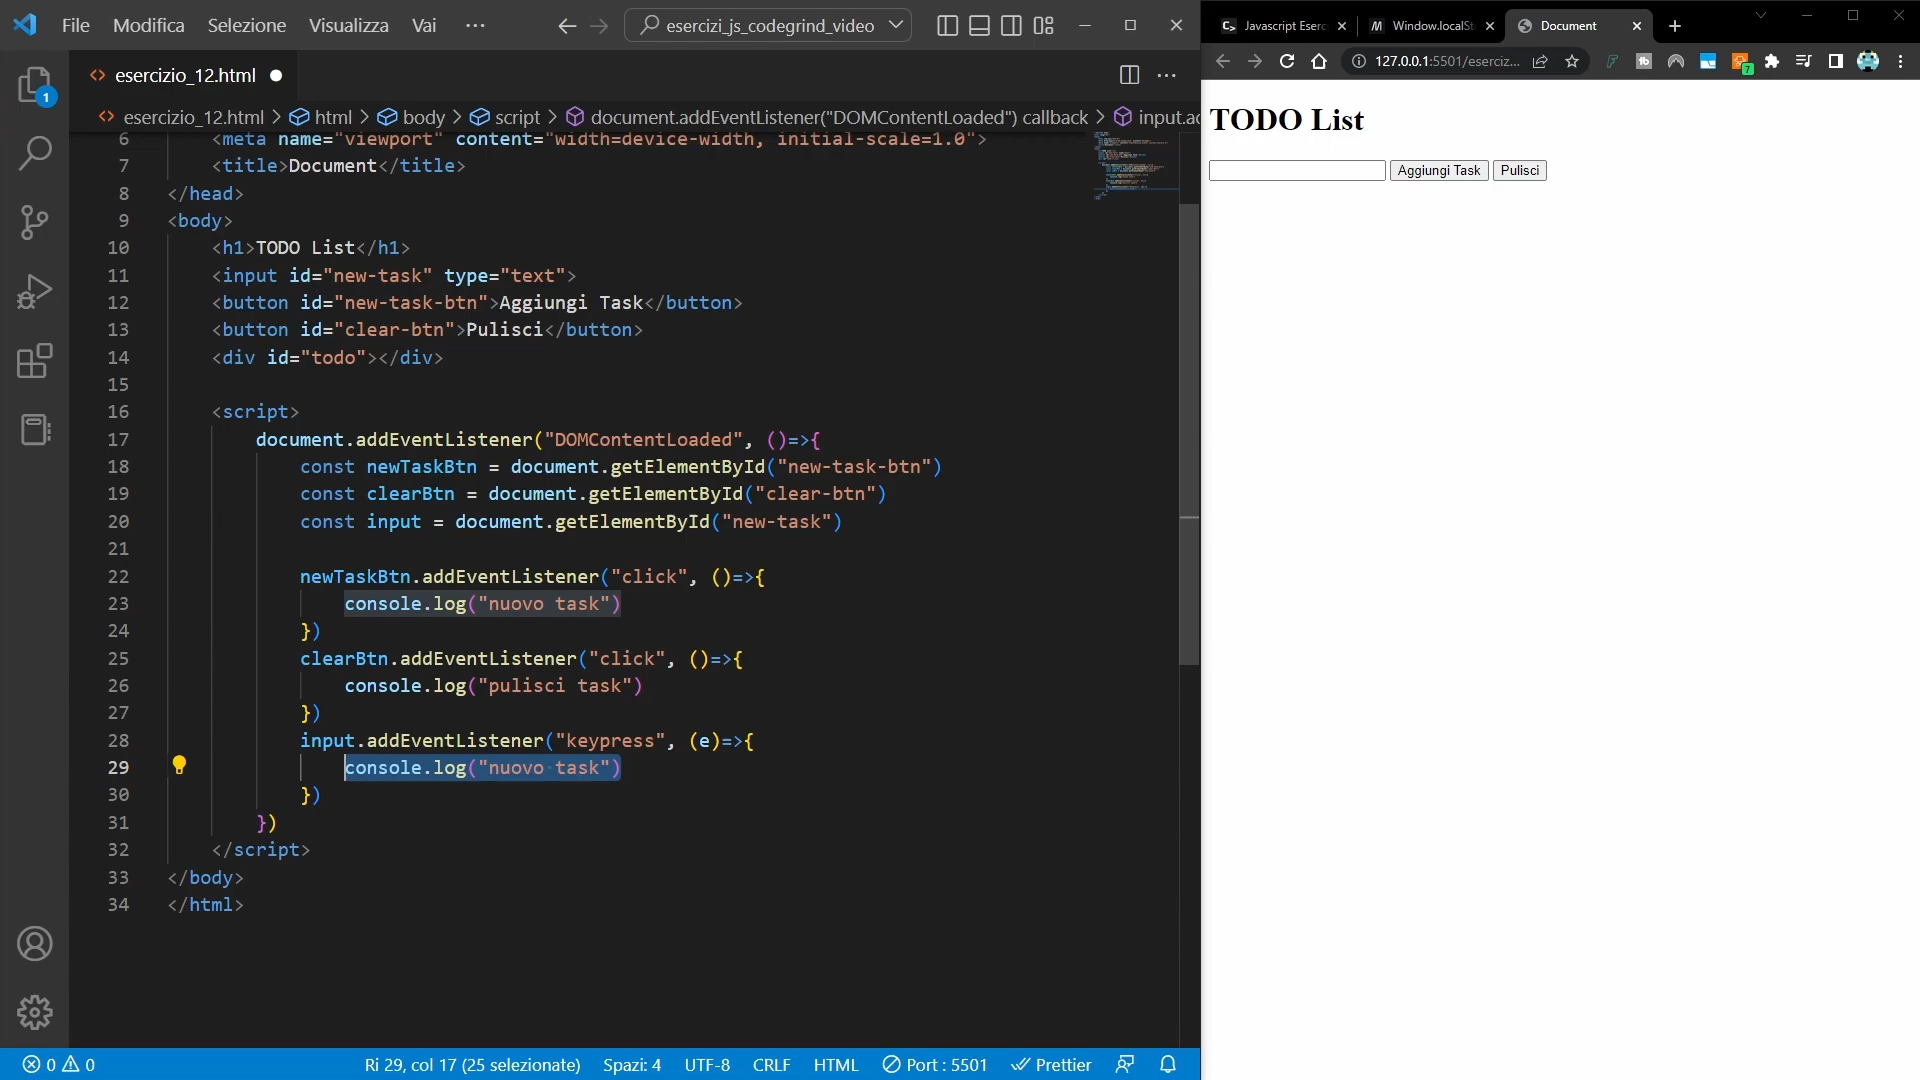 File Modifica Selezione Visualizza Vai ··· esercizi_js_codegrind_video
esercizio_12.html
esercizio_12.html > html > body > script > document.addEventListener("DOMContentLoaded") callback > input.ac
6 <meta name="viewport" content="width=device-width, initial-scale=1.0">
7 <title>Document</title>
8 </head>
9 <body>
10 <h1>TODO List</h1>
11 <input id="new-task" type="text">
12 <button id="new-task-btn">Aggiungi Task</button>
13 <button id="clear-btn">Pulisci</button>
14 <div id="todo"></div>
15
16 <script>
17 document.addEventListener("DOMContentLoaded", ()=>{
18 const newTaskBtn = document.getElementById("new-task-btn")
19 const clearBtn = document.getElementById("clear-btn")
20 const input = document.getElementById("new-task")
21
22 newTaskBtn.addEventListener("click", ()=>{
23 console.log("nuovo task")
24 })
25 clearBtn.addEventListener("click", ()=>{
26 console.log("pulisci task")
27 })
28 input.addEventListener("keypress", (e)=>{
29 console.log("nuovo·task")
30 })
31 })
32 </script>
33 </body>
34 </html>
1
0 0 Ri 29, col 17 (25 selezionate) Spazi: 4 UTF-8 CRLF HTML Port : 5501 Prettier
Javascript Eserc Window.localSt Document
127.0.0.1:5501/eserciz...
7
TODO List
Aggiungi Task Pulisci